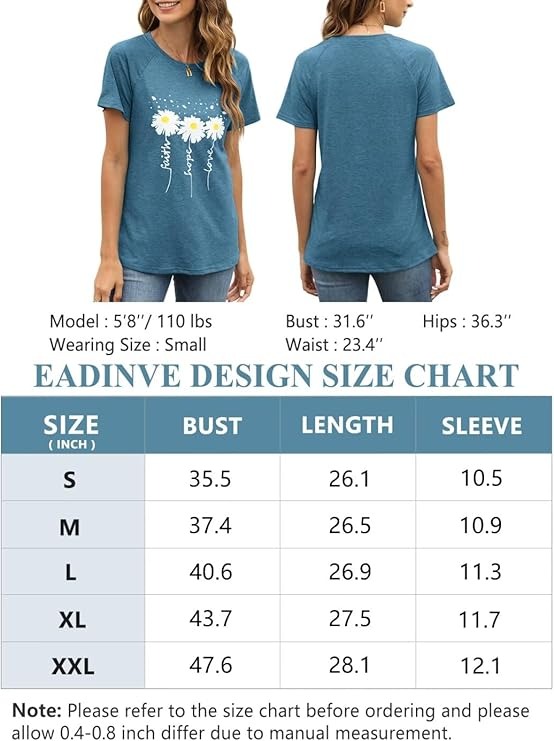 faith
hope
love
Model : 5'8''/ 110 lbs
Bust : 31.6''
Hips : 36.3''
Wearing Size : Small
Waist : 23.4''
EADINVE DESIGN SIZE CHART
SIZE BUST LENGTH SLEEVE
( INCH )
S 35.5 26.1 10.5
M 37.4 26.5 10.9
L 40.6 26.9 11.3
XL 43.7 27.5 11.7
XXL 47.6 28.1 12.1
Note: Please refer to the size chart before ordering and please
allow 0.4-0.8 inch differ due to manual measurement.